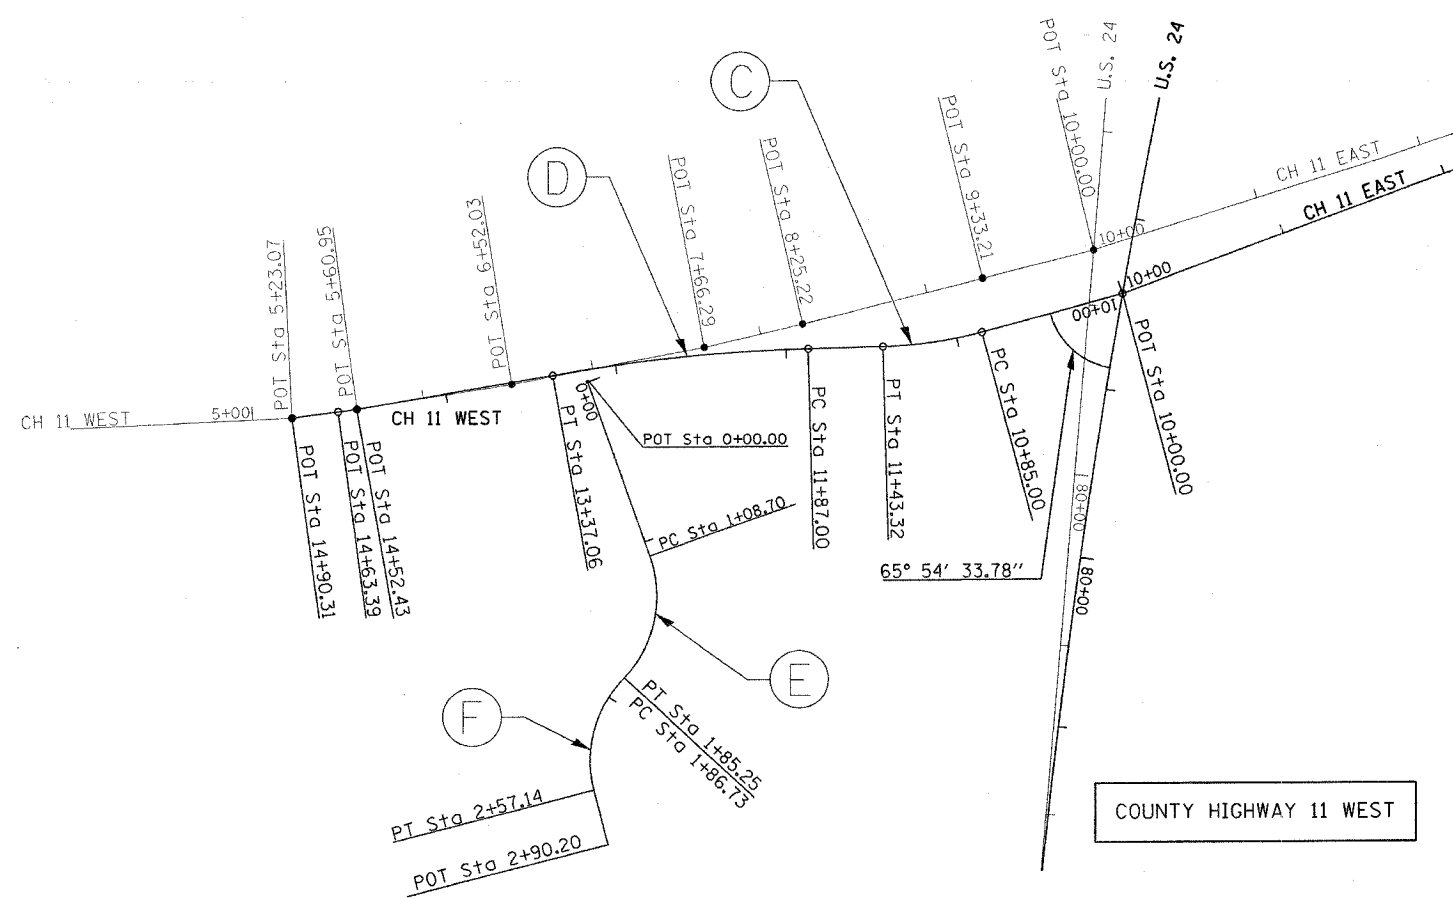 POT Sta 10+00.00
U.S. 24
U.S. 24
C
POT Sta 9+33.21
POT Sta 8+25.22
D
POT Sta 7+66.29
CH 11 EAST
CH 11 EAST
POT Sta 6+52.03
POT Sta 5+60.95
POT Sta 5+23.07
10+00
10+00
10+00
CH 11 WEST
5+00
CH 11 WEST
0+00
POT Sta 0+00.00
POT Sta 14+90.31
POT Sta 14+63.39
POT Sta 14+52.43
PT Sta 13+37.06
PC Sta 11+87.00
PT Sta 11+43.32
PC Sta 10+85.00
POT Sta 10+00.00
PC Sta 1+08.70
65° 54' 33.78"
80+00
80+00
E
F
PT Sta 1+85.25
PC Sta 1+86.73
PT Sta 2+57.14
POT Sta 2+90.20
COUNTY HIGHWAY 11 WEST